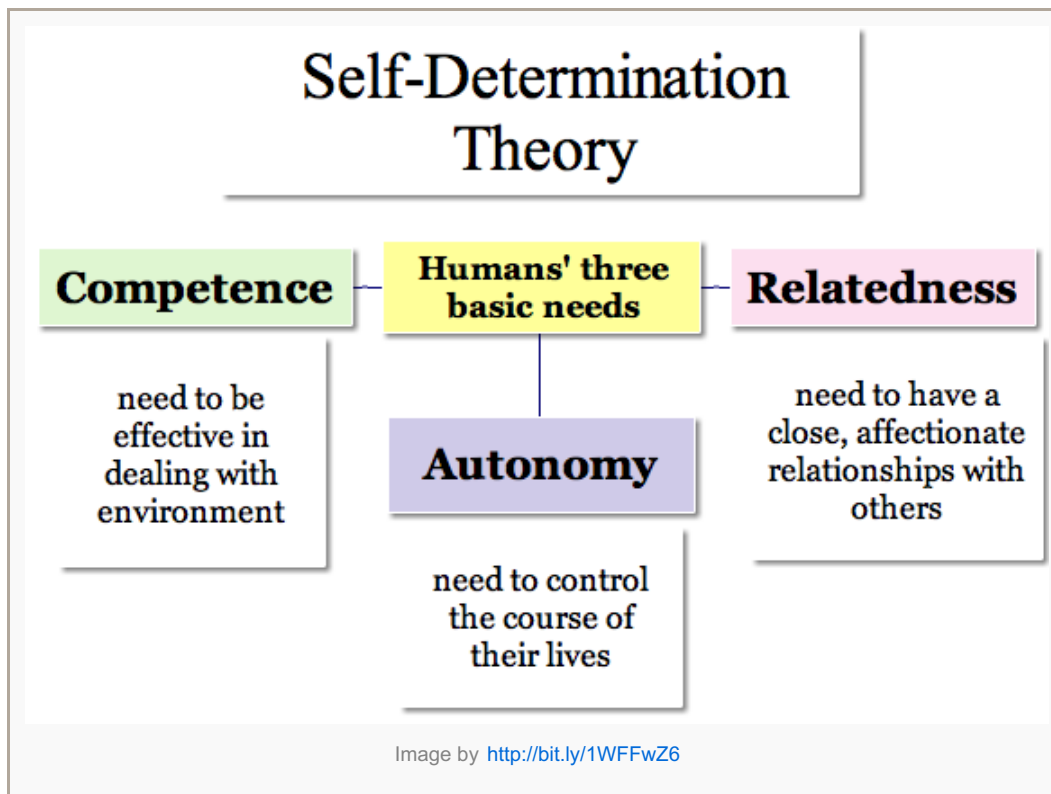 Self-Determination
Theory
Competence
Humans' three
basic needs
Relatedness
need to be
effective in
dealing with
environment
Autonomy
need to have a
close, affectionate
relationships with
others
need to control
the course of
their lives
Image by http://bit.ly/1WFFwZ6